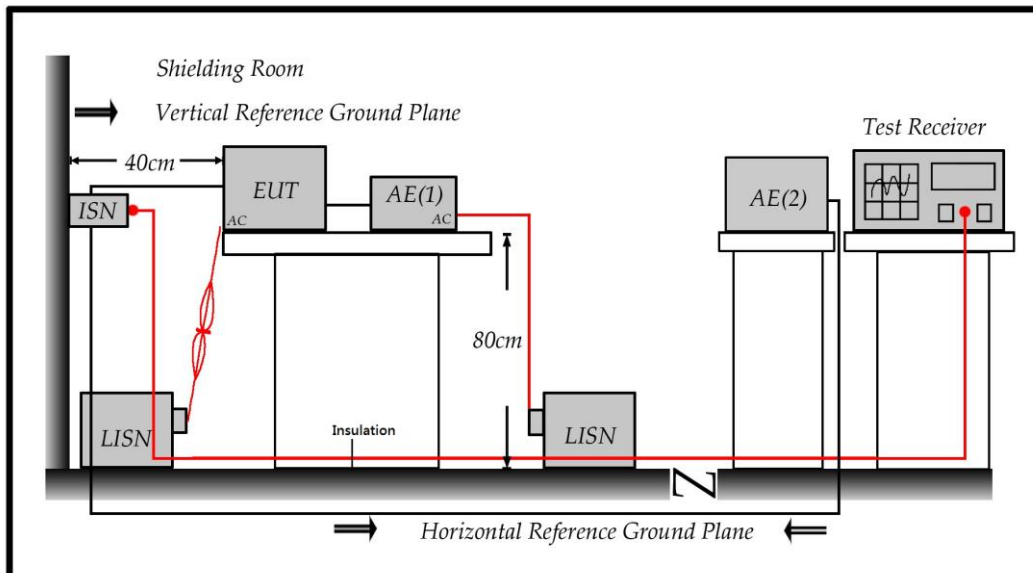 Shielding Room
Vertical Reference Ground Plane
Test Receiver
40cm
ISN
EUT
AC
AE(1)
AC
AE(2)
80cm
LISN
Insulation
LISN
Horizontal Reference Ground Plane